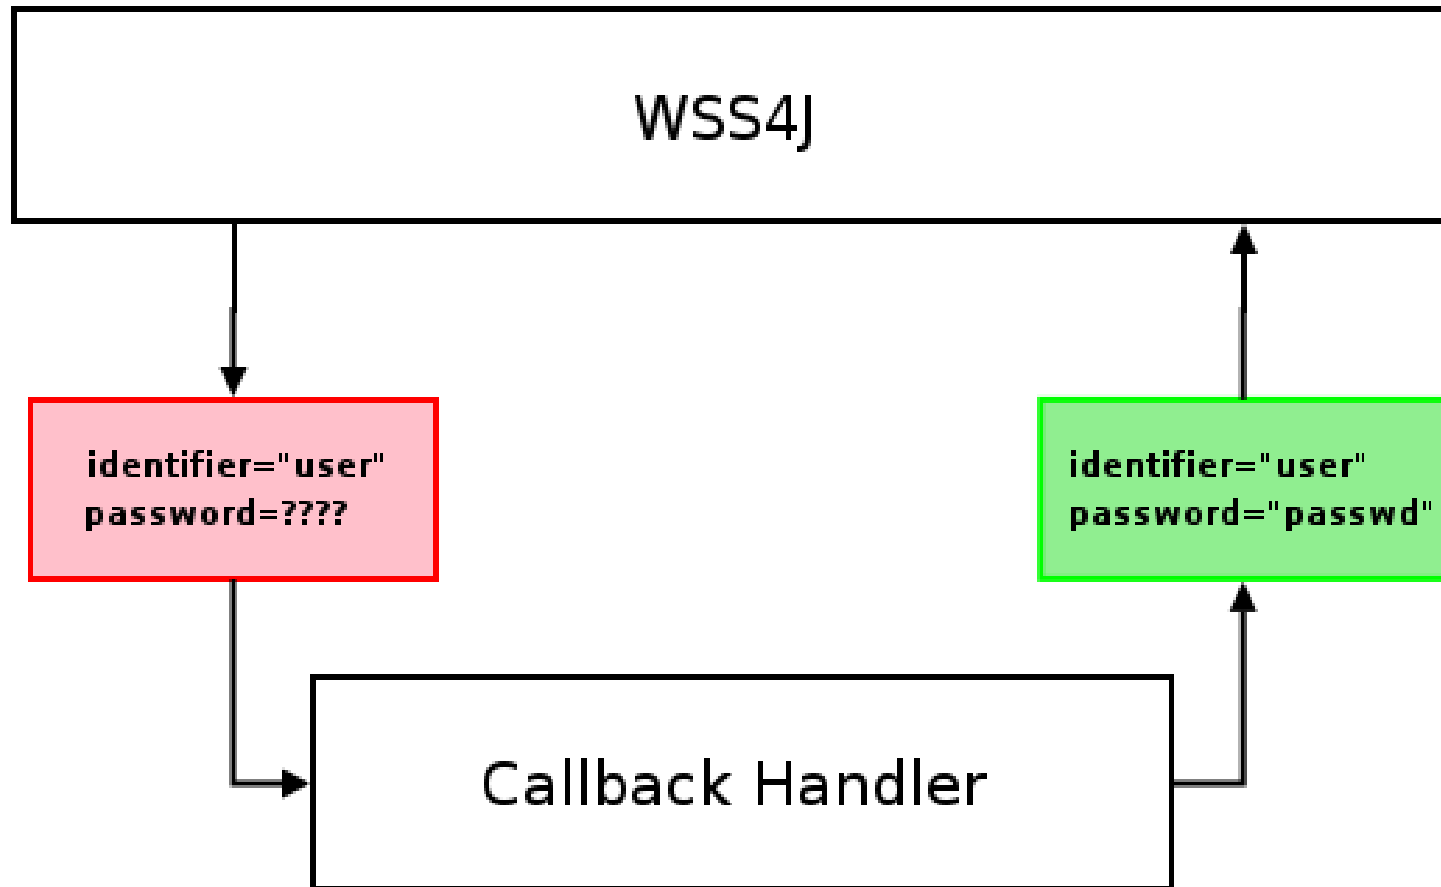 WSS4J
identifier="user"
password=????
identifier="user"
password="passwd"
Callback Handler